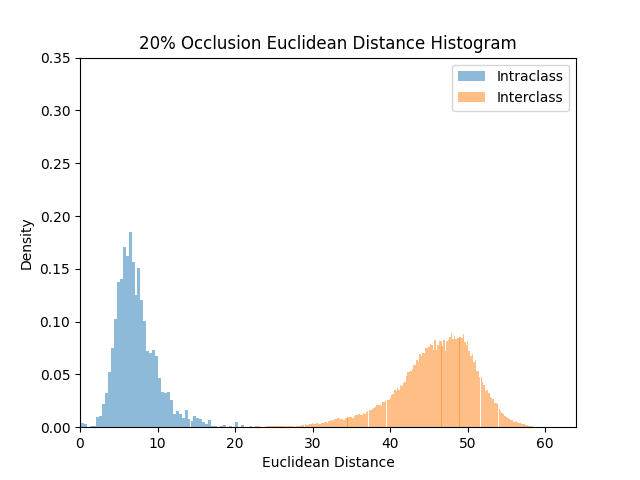 20% Occlusion Euclidean Distance Histogram
0.35
0.30
0.25
0.20
0.15
0.10
0.05
0.00
Density
Intraclass
Interclass
0 10 20 30 40 50 60
Euclidean Distance